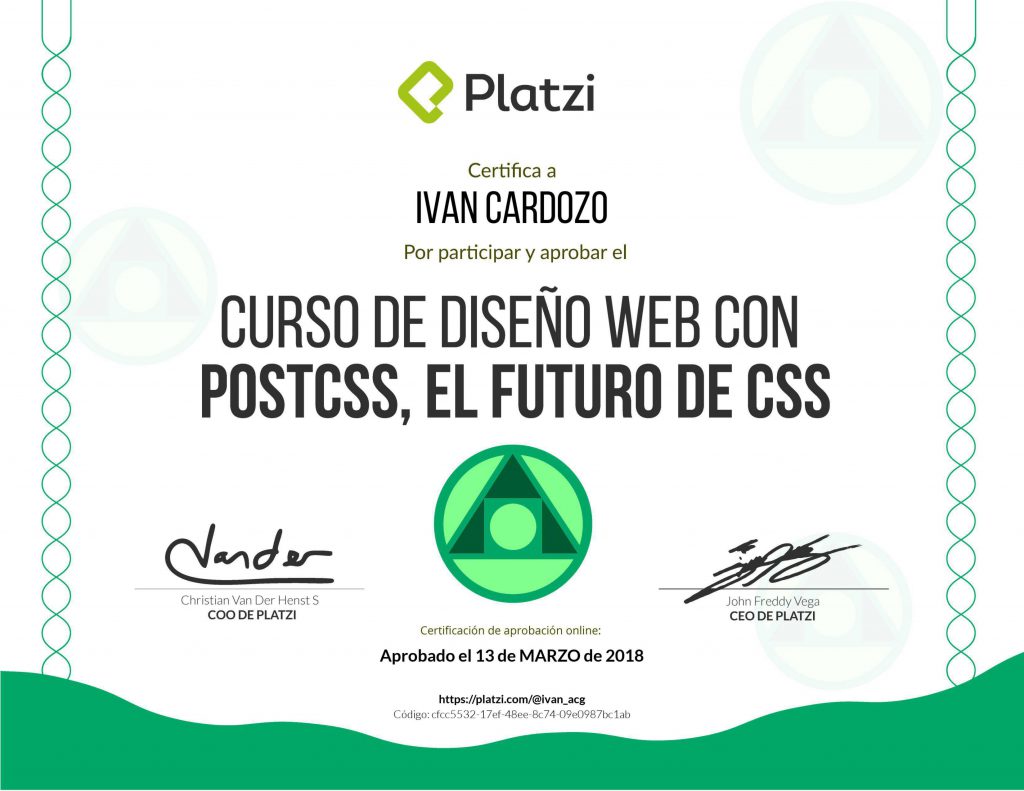 Platzi
Certifica a
IVAN CARDOZO
Por participar y aprobar el
CURSO DE DISEÑO WEB CON
POSTCSS, EL FUTURO DE CSS
Vander
Christian Van Der Henst S
COO DE PLATZI
John Freddy Vega
CEO DE PLATZI
Certificación de aprobación online:
Aprobado el 13 de MARZO de 2018
https://platzi.com/@ivan_acg
Código: cfcc5532-17ef-48ee-8c74-09e0987bc1ab